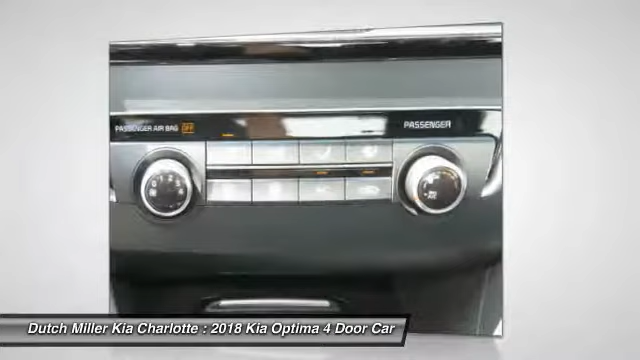 PASSENGER AIR BAG OFF
PASSENGER
Dutch Miller Kia Charlotte : 2018 Kia Optima 4 Door Car